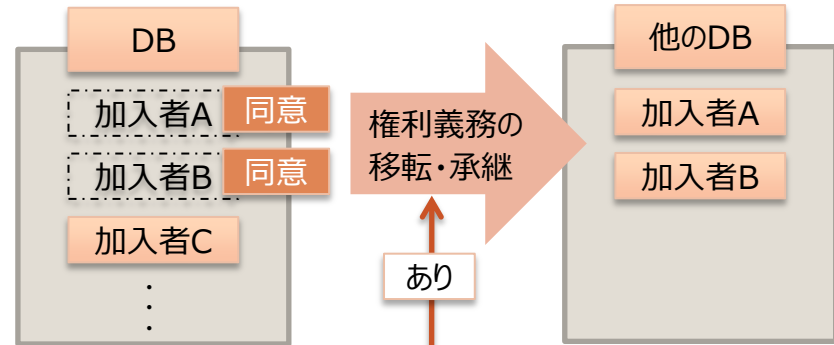 DB
加入者A
同意
加入者B
同意
加入者C
・
・
・
権利義務の
移転・承継
あり
他のDB
加入者A
加入者B